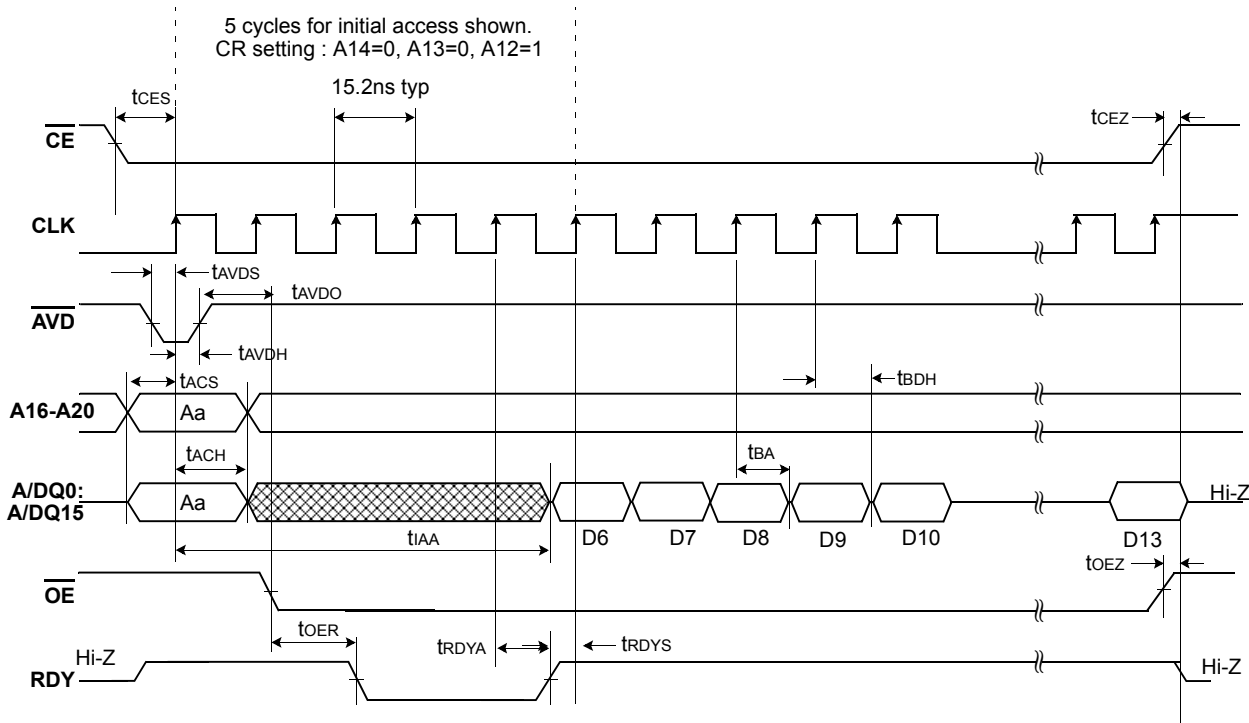 5 cycles for initial access shown.
CR setting : A14=0, A13=0, A12=1
15.2ns typ
tCES
tCEZ
CE
CLK
tAVDS
tAVDO
AVD
tAVDH
tACS
tBDH
A16-A20
Aa
tACH
tBA
A/DQ0:
A/DQ15
Aa
Hi-Z
tIAA
D6
D7
D8
D9
D10
D13
tOEZ
OE
tOER
tRDYA
tRDYS
Hi-Z
Hi-Z
RDY